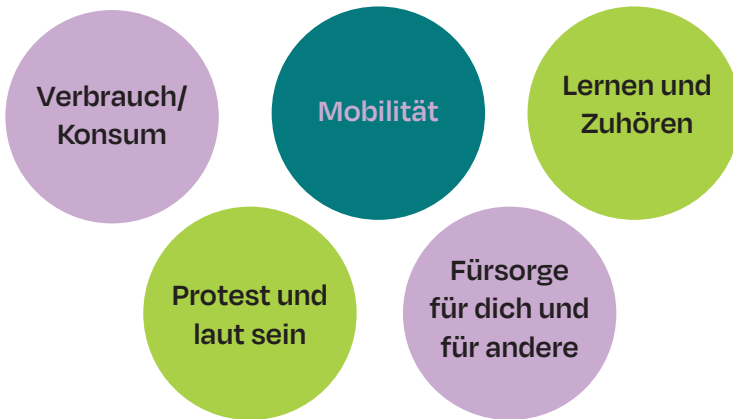 Verbrauch/
Konsum
Mobilität
Lernen und
Zuhören
Protest und
laut sein
Fürsorge
für dich und
für andere